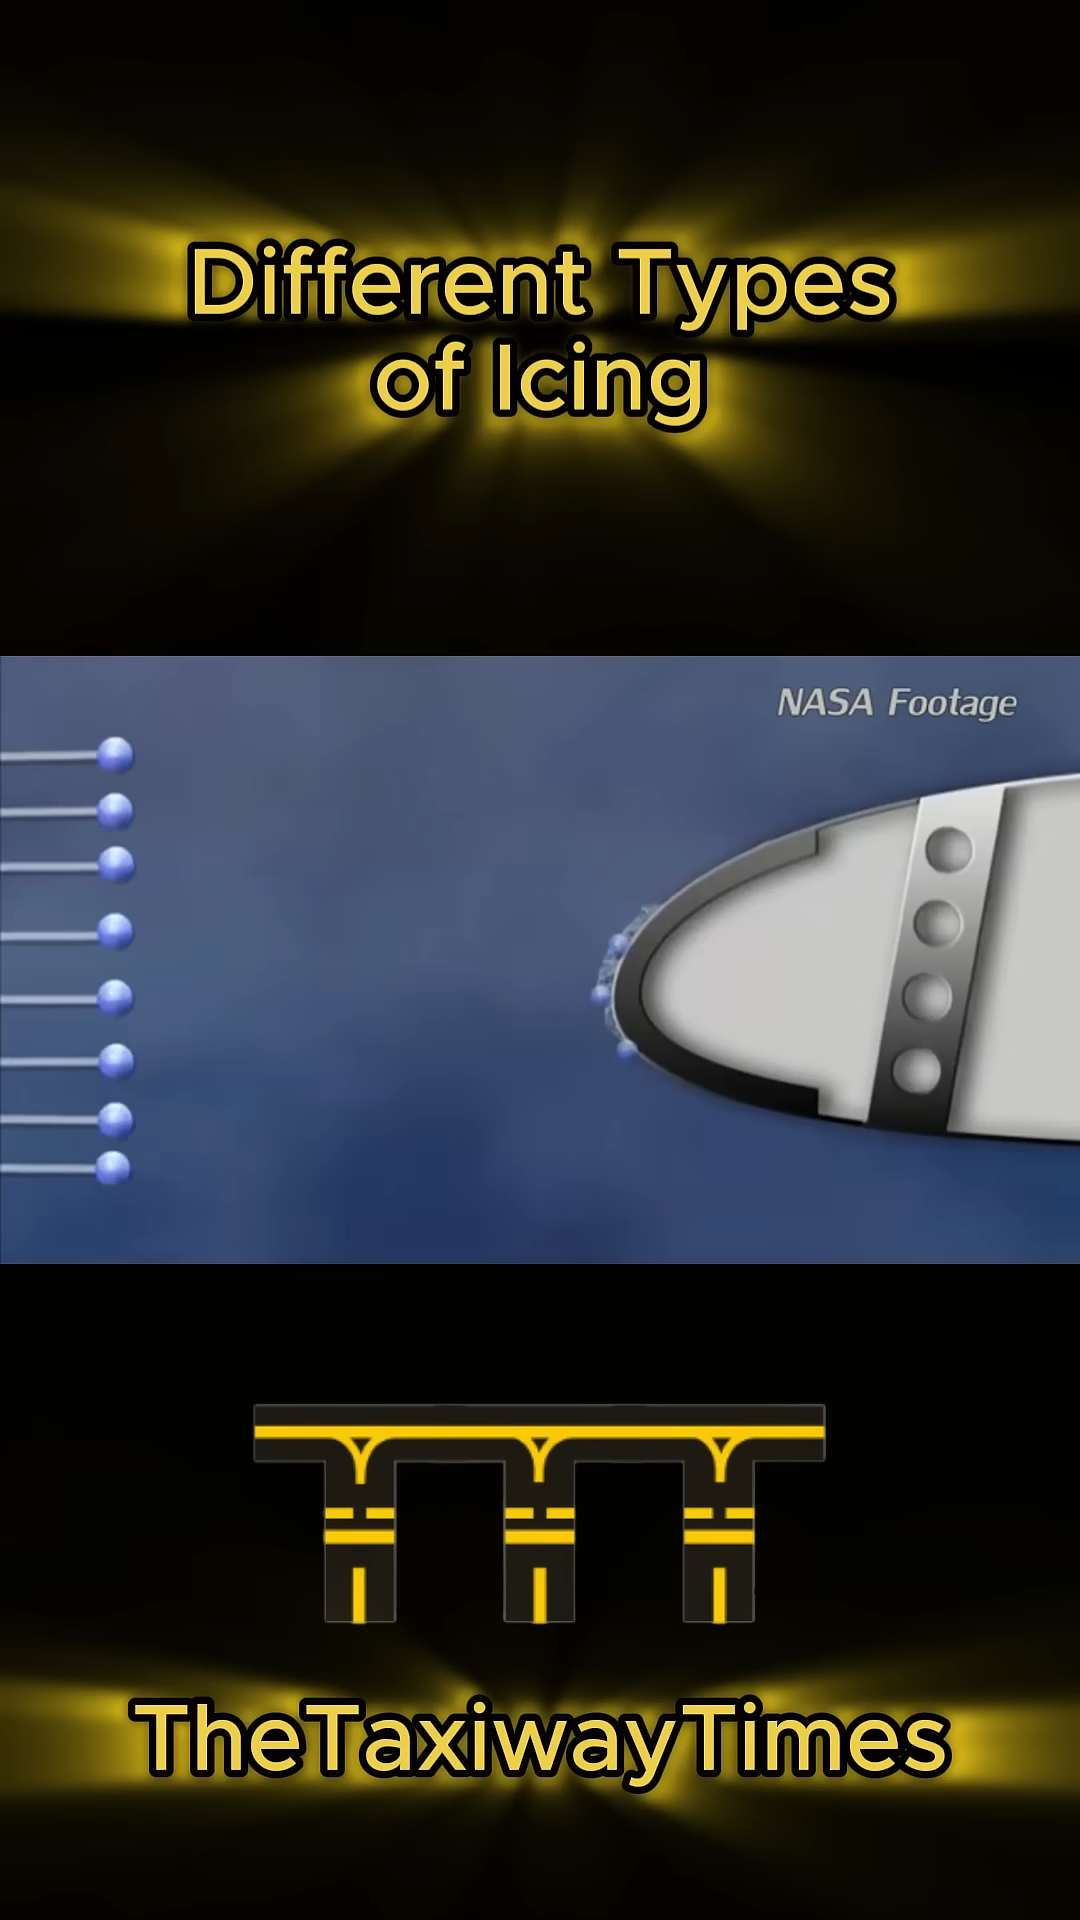 Different Types
of Icing
NASA Footage
TheTaxiwayTimes